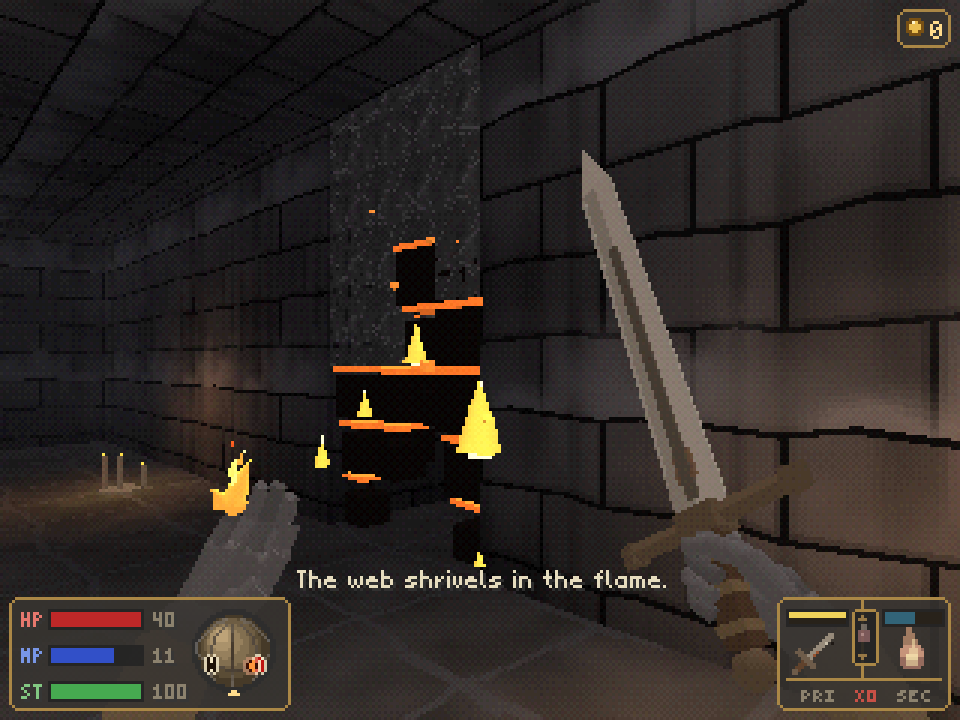 0
The web shrivels in the flame.
HP 40
MP 11
ST 100
N
PRI XO SEC